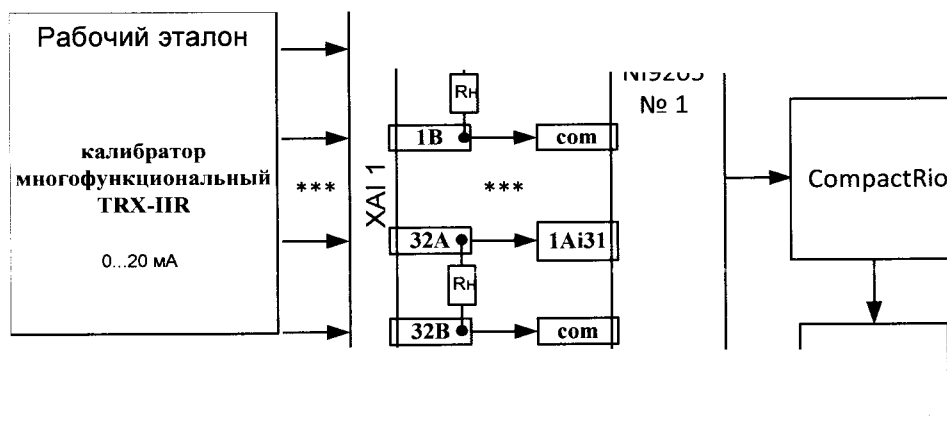 Рабочий эталон
калибратор
многофункциональный
TRX-IIR
0...20 мА
***
XAI 1
Rн
1B
com
***
32A
1Ai31
Rн
32B
com
№ 1
CompactRio